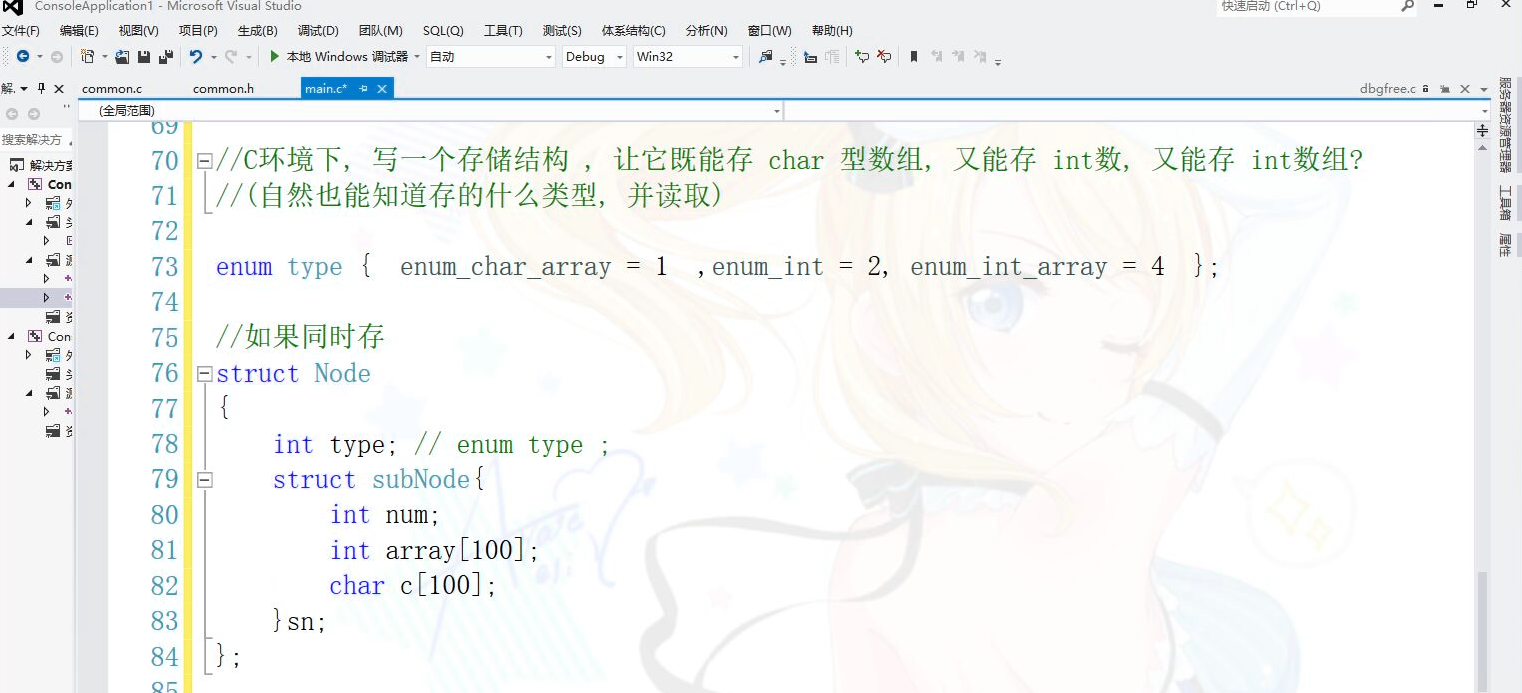 ConsoleApplication1 - Microsoft Visual Studio
快速启动 (Ctrl+Q)
文件(F) 编辑(E) 视图(V) 项目(P) 生成(B) 调试(D) 团队(M) SQL(Q) 工具(T) 测试(S) 体系结构(C) 分析(N) 窗口(W) 帮助(H)
本地 Windows 调试器 自动 Debug Win32
解. common.c common.h main.c* dbgfree.c
(全局范围)
搜索解决方
解决方案
Con
Con
服务器资源管理器
工具箱
属性
69
70 //C环境下, 写一个存储结构 , 让它既能存 char 型数组, 又能存 int数, 又能存 int数组?
71 //(自然也能知道存的什么类型, 并读取)
72
73 enum type { enum_char_array = 1 ,enum_int = 2, enum_int_array = 4 };
74
75 //如果同时存
76 struct Node
77 {
78 int type; // enum type ;
79 struct subNode{
80 int num;
81 int array[100];
82 char c[100];
83 }sn;
84 };
85